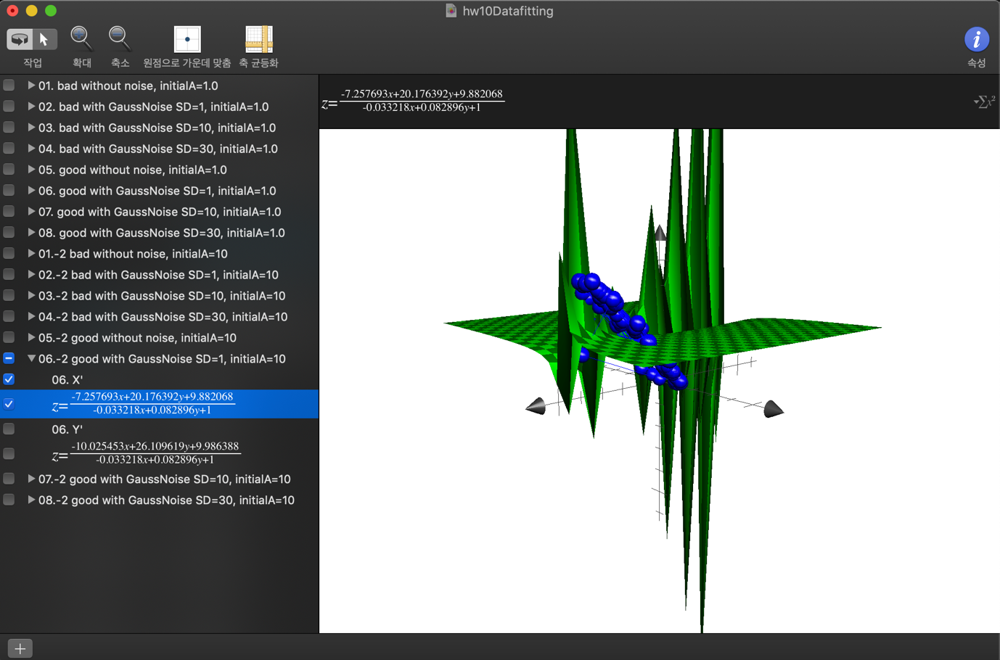 hw10Datafitting
작업
확대
축소
원점으로 가운데 맞춤
축 균등화
속성
01. bad without noise, initialA=1.0
02. bad with GaussNoise SD=1, initialA=1.0
03. bad with GaussNoise SD=10, initialA=1.0
04. bad with GaussNoise SD=30, initialA=1.0
05. good without noise, initialA=1.0
06. good with GaussNoise SD=1, initialA=1.0
07. good with GaussNoise SD=10, initialA=1.0
08. good with GaussNoise SD=30, initialA=1.0
01.-2 bad without noise, initialA=10
02.-2 bad with GaussNoise SD=1, initialA=10
03.-2 bad with GaussNoise SD=10, initialA=10
04.-2 bad with GaussNoise SD=30, initialA=10
05.-2 good without noise, initialA=10
06.-2 good with GaussNoise SD=1, initialA=10
06. X'
-7.257693x+20.176392y+9.882068
z=
-0.033218x+0.082896y+1
06. Y'
-10.025453x+26.109619y+9.986388
z=
-0.033218x+0.082896y+1
07.-2 good with GaussNoise SD=10, initialA=10
08.-2 good with GaussNoise SD=30, initialA=10
-7.257693x+20.176392y+9.882068
z=
-0.033218x+0.082896y+1
∑x²